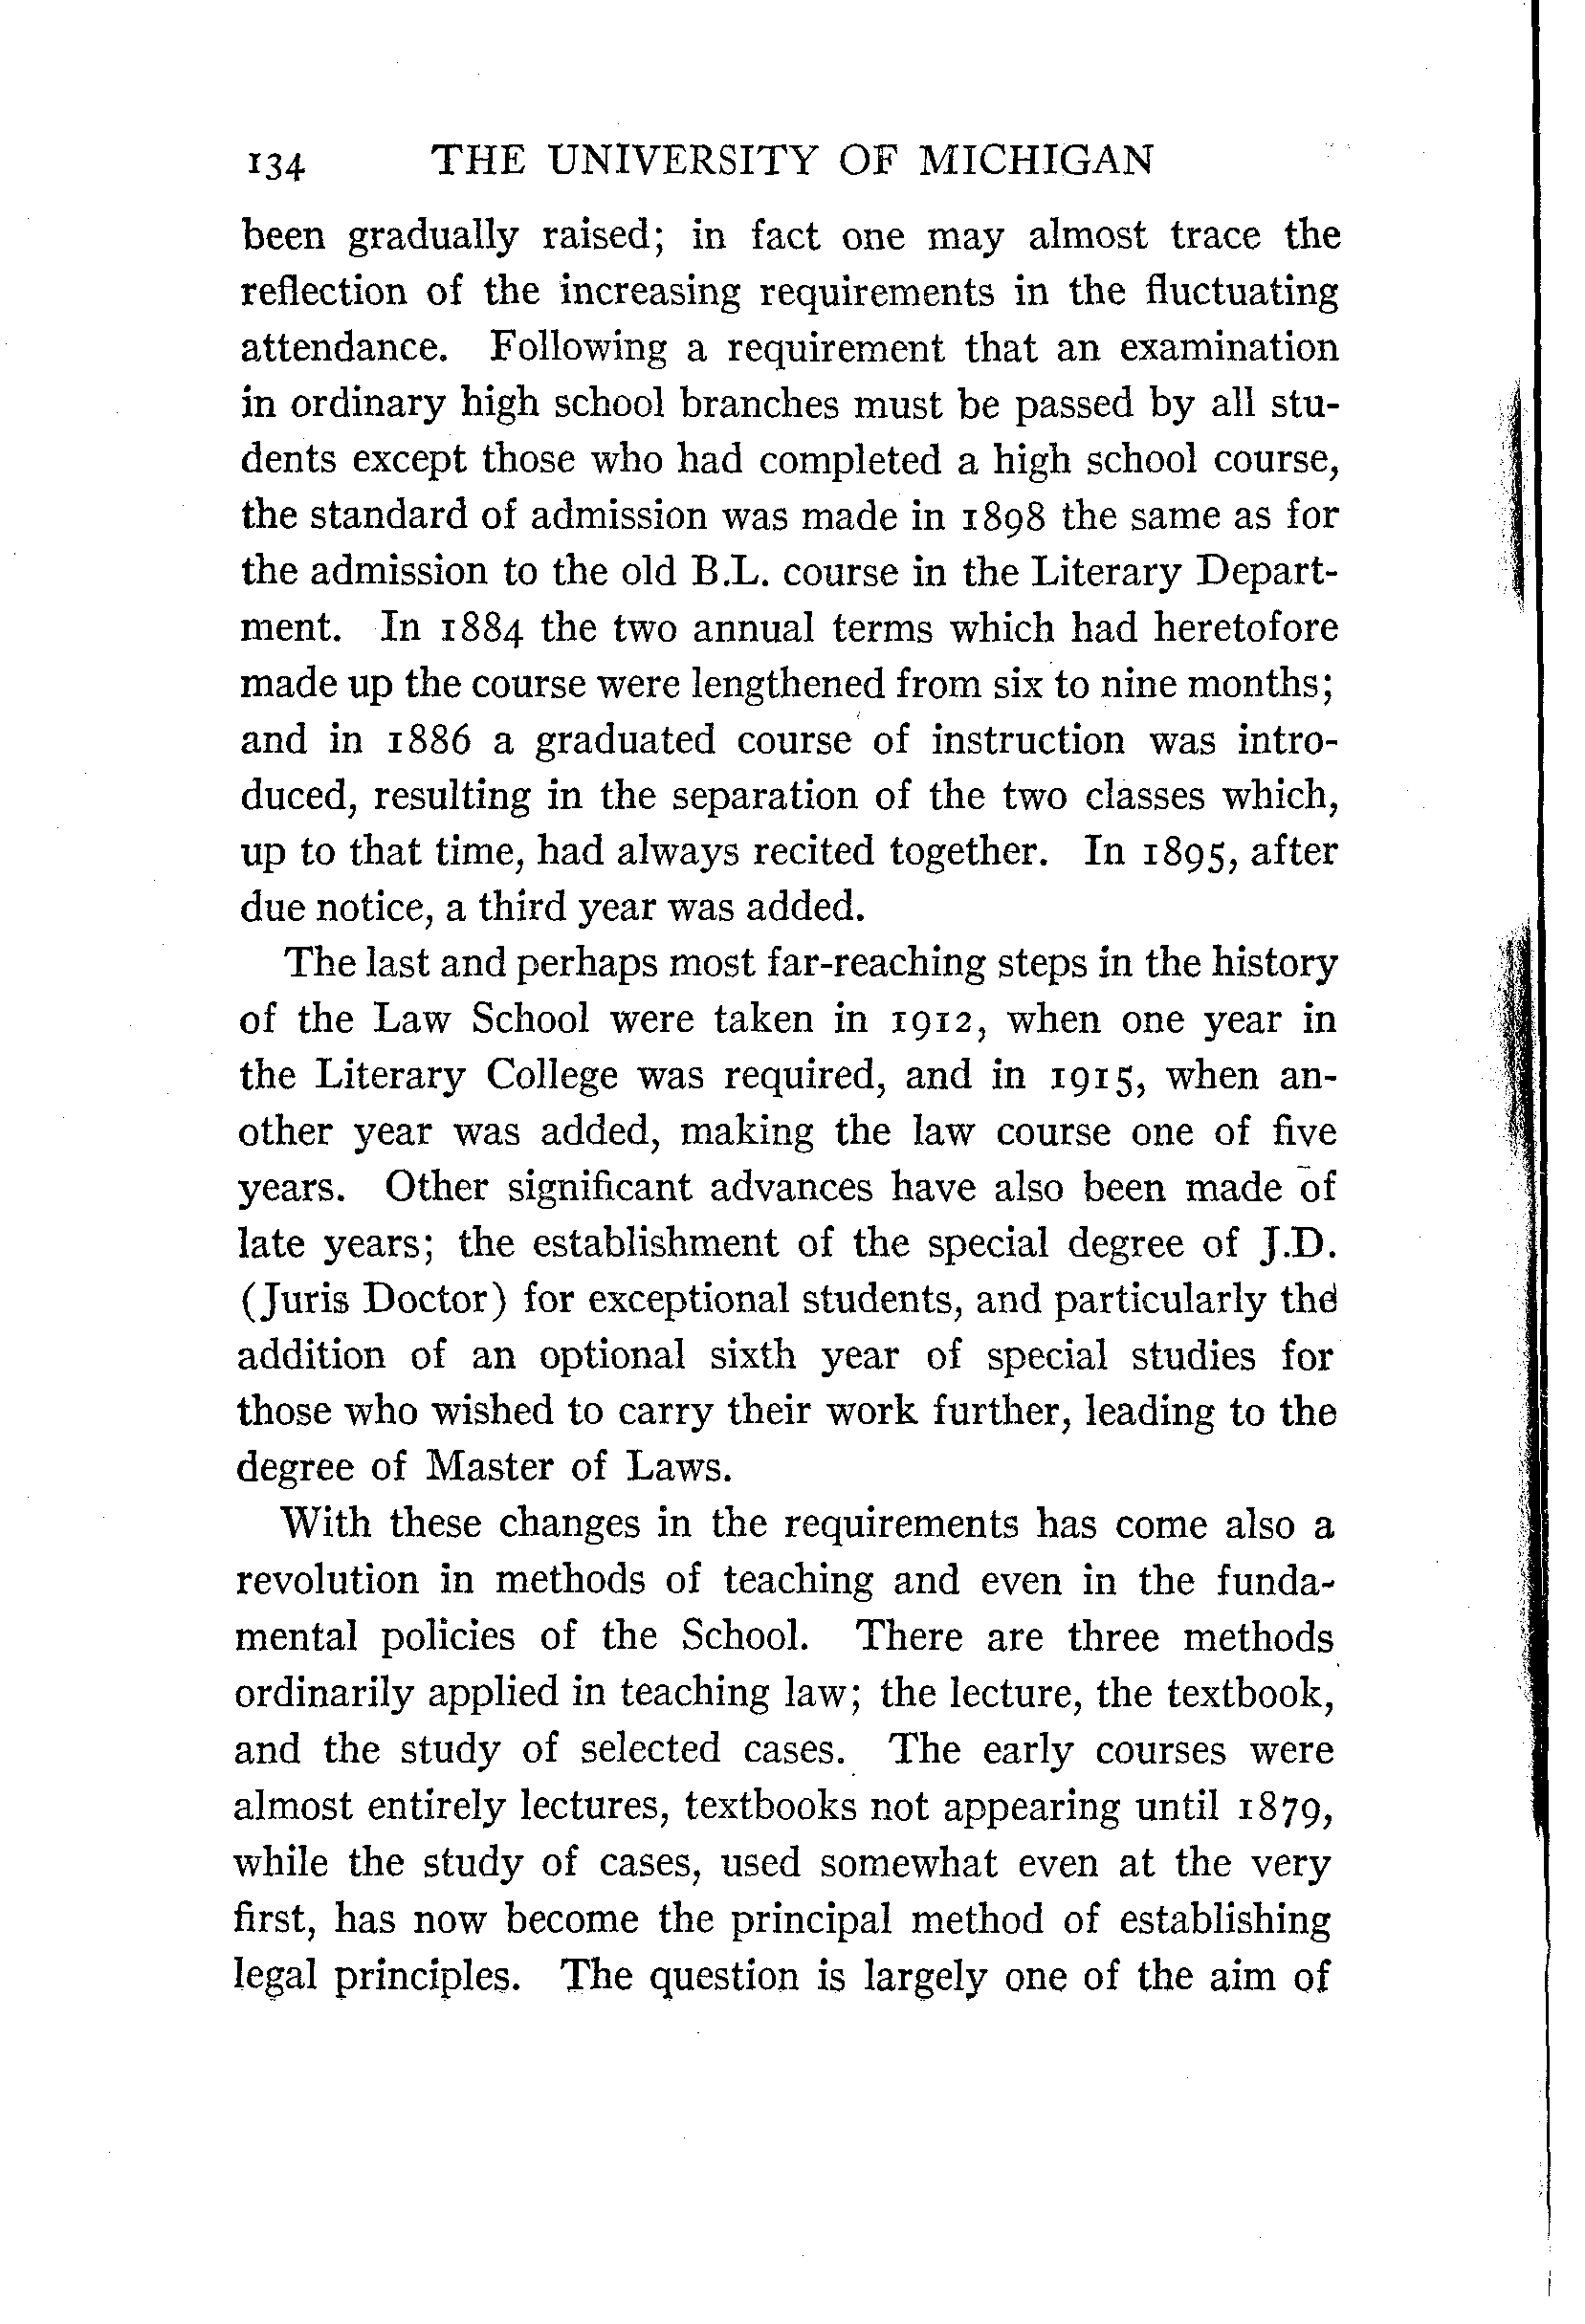 134 THE UNIVERSITY OF MICHIGAN
been gradually raised; in fact one may almost trace the
reflection of the increasing requirements in the fluctuating
attendance. Following a requirement that an examination
in ordinary high school branches must be passed by all stu-
dents except those who had completed a high school course,
the standard of admission was made in 1898 the same as for
the admission to the old B.L. course in the Literary Depart-
ment. In 1884 the two annual terms which had heretofore
made up the course were lengthened from six to nine months;
and in 1886 a graduated course of instruction was intro-
duced, resulting in the separation of the two classes which,
up to that time, had always recited together. In 1895, after
due notice, a third year was added.
The last and perhaps most far-reaching steps in the history
of the Law School were taken in 1912, when one year in
the Literary College was required, and in 1915, when an-
other year was added, making the law course one of five
years. Other significant advances have also been made of
late years; the establishment of the special degree of J.D.
(Juris Doctor) for exceptional students, and particularly the
addition of an optional sixth year of special studies for
those who wished to carry their work further, leading to the
degree of Master of Laws.
With these changes in the requirements has come also a
revolution in methods of teaching and even in the funda-
mental policies of the School. There are three methods
ordinarily applied in teaching law; the lecture, the textbook,
and the study of selected cases. The early courses were
almost entirely lectures, textbooks not appearing until 1879,
while the study of cases, used somewhat even at the very
first, has now become the principal method of establishing
legal principles. The question is largely one of the aim of